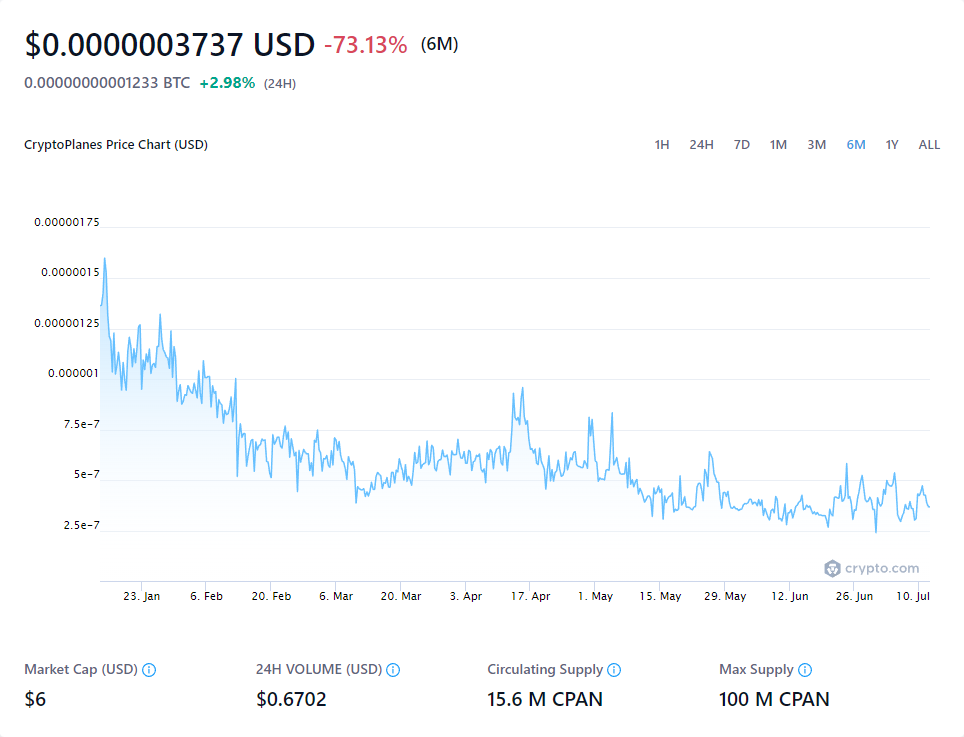 $0.0000003737 USD -73.13% (6M)
0.00000000001233 BTC +2.98% (24H)
CryptoPlanes Price Chart (USD) 1H 24H 7D 1M 3M 6M 1Y ALL
0.00000175
0.0000015
0.00000125
0.000001
7.5e-7
5e-7
2.5e-7
crypto.com
23. Jan 6. Feb 20. Feb 6. Mar 20. Mar 3. Apr 17. Apr 1. May 15. May 29. May 12. Jun 26. Jun 10. Jul
Market Cap (USD) 24H VOLUME (USD) Circulating Supply Max Supply
$6 $0.6702 15.6 M CPAN 100 M CPAN